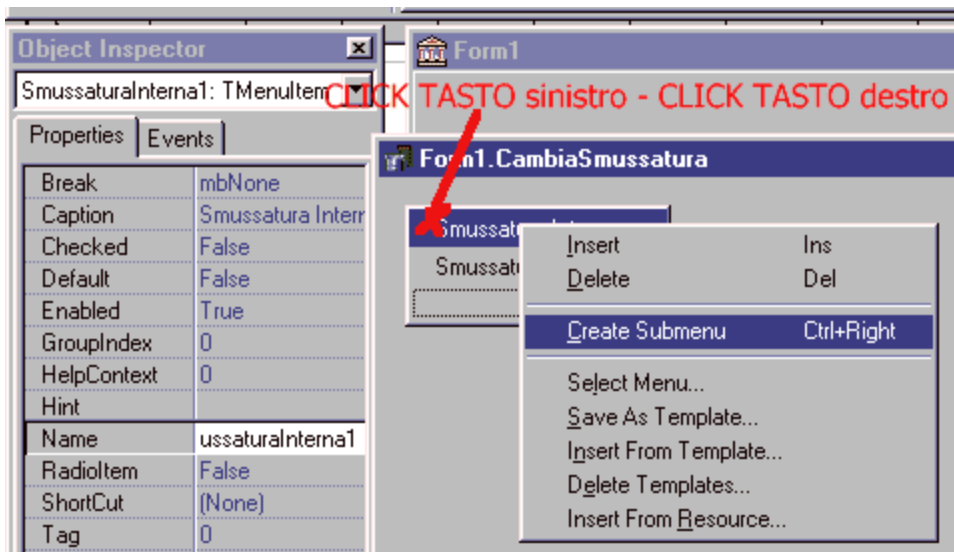 Object Inspector
Form1
SmussaturaInterna1: TMenuItem
CLICK TASTO sinistro - CLICK TASTO destro
Properties
Events
Form1.CambiaSmussatura
Break mbNone
Caption Smussatura Intern
Checked False
Default False
Enabled True
GroupIndex 0
HelpContext 0
Hint
Name ussaturaInterna1
RadioItem False
ShortCut (None)
Tag 0
Smussatu
Smussatu
Insert Ins
Delete Del
Create Submenu Ctrl+Right
Select Menu...
Save As Template...
Insert From Template...
Delete Templates...
Insert From Resource...